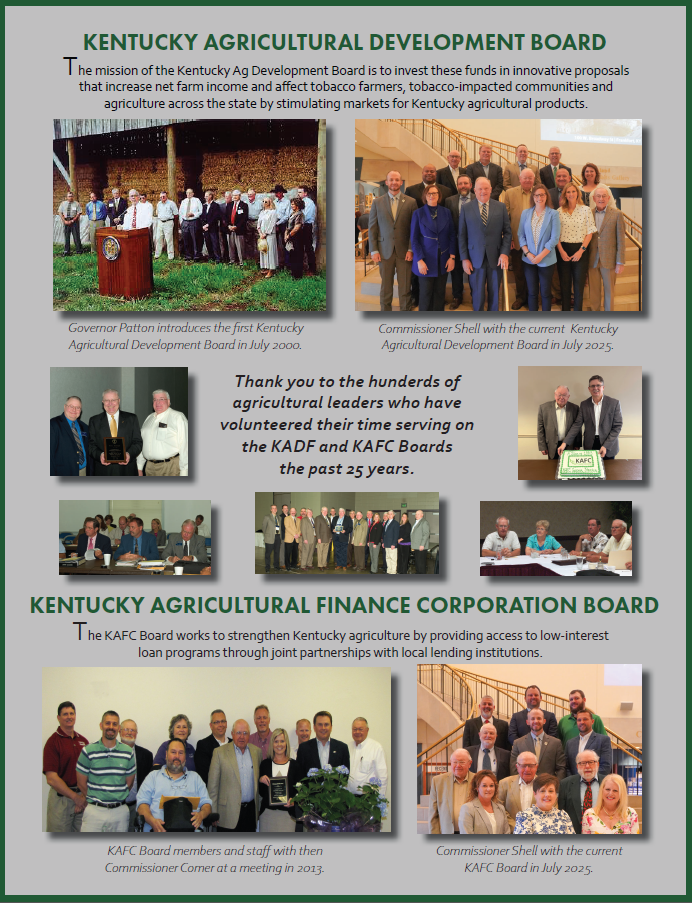 KENTUCKY AGRICULTURAL DEVELOPMENT BOARD
The mission of the Kentucky Ag Development Board is to invest these funds in innovative proposals
that increase net farm income and affect tobacco farmers, tobacco-impacted communities and
agriculture across the state by stimulating markets for Kentucky agricultural products.
Governor Patton introduces the first Kentucky
Agricultural Development Board in July 2000.
Commissioner Shell with the current Kentucky
Agricultural Development Board in July 2025.
Thank you to the hunderds of
agricultural leaders who have
volunteered their time serving on
the KADF and KAFC Boards
the past 25 years.
KAFC
KENTUCKY AGRICULTURAL FINANCE CORPORATION BOARD
The KAFC Board works to strengthen Kentucky agriculture by providing access to low-interest
loan programs through joint partnerships with local lending institutions.
KAFC Board members and staff with then
Commissioner Comer at a meeting in 2013.
Commissioner Shell with the current
KAFC Board in July 2025.